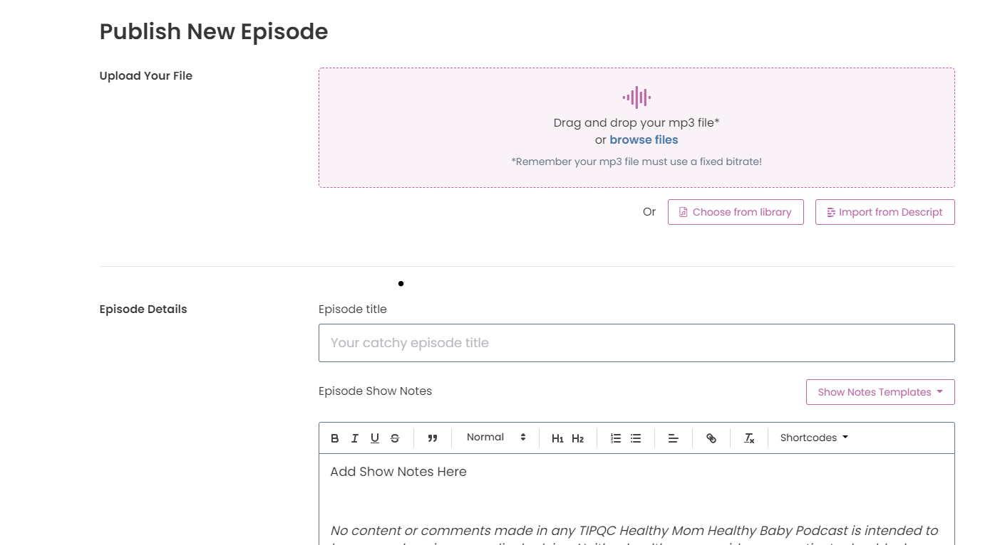 Publish New Episode
Upload Your File
Drag and drop your mp3 file*
or browse files
*Remember your mp3 file must use a fixed bitrate!
Or Choose from library Import from Descript
Episode Details
Episode title
Your catchy episode title
Episode Show Notes
Show Notes Templates
B I U S Normal H1 H2 Shortcodes
Add Show Notes Here
No content or comments made in any TIPQC Healthy Mom Healthy Baby Podcast is intended to